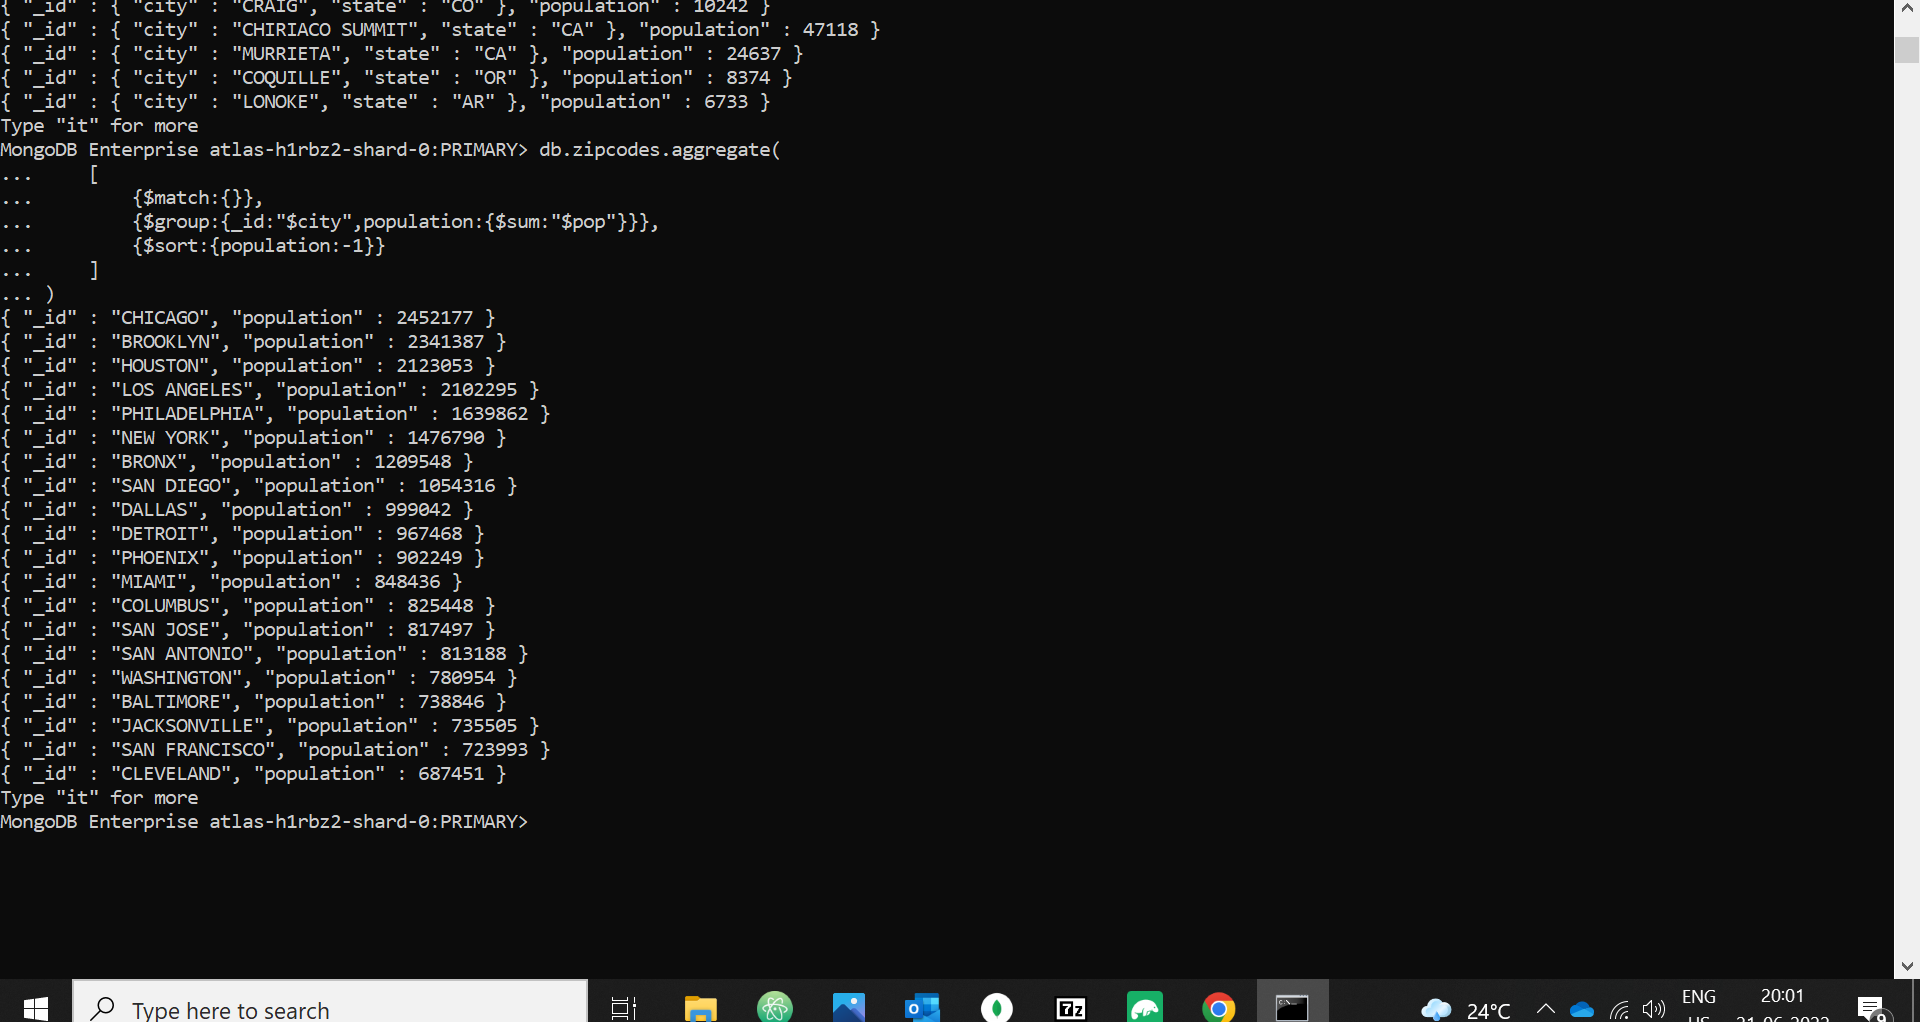 { "_id" : { "city" : "CRAIG", "state" : "CO" }, "population" : 10242 }
{ "_id" : { "city" : "CHIRIACO SUMMIT", "state" : "CA" }, "population" : 47118 }
{ "_id" : { "city" : "MURRIETA", "state" : "CA" }, "population" : 24637 }
{ "_id" : { "city" : "COQUILLE", "state" : "OR" }, "population" : 8374 }
{ "_id" : { "city" : "LONOKE", "state" : "AR" }, "population" : 6733 }
Type "it" for more
MongoDB Enterprise atlas-h1rbz2-shard-0:PRIMARY> db.zipcodes.aggregate(
...     [
...         {$match:{}},
...         {$group:{_id:"$city",population:{$sum:"$pop"}}},
...         {$sort:{population:-1}}
...     ]
... )
{ "_id" : "CHICAGO", "population" : 2452177 }
{ "_id" : "BROOKLYN", "population" : 2341387 }
{ "_id" : "HOUSTON", "population" : 2123053 }
{ "_id" : "LOS ANGELES", "population" : 2102295 }
{ "_id" : "PHILADELPHIA", "population" : 1639862 }
{ "_id" : "NEW YORK", "population" : 1476790 }
{ "_id" : "BRONX", "population" : 1209548 }
{ "_id" : "SAN DIEGO", "population" : 1054316 }
{ "_id" : "DALLAS", "population" : 999042 }
{ "_id" : "DETROIT", "population" : 967468 }
{ "_id" : "PHOENIX", "population" : 902249 }
{ "_id" : "MIAMI", "population" : 848436 }
{ "_id" : "COLUMBUS", "population" : 825448 }
{ "_id" : "SAN JOSE", "population" : 817497 }
{ "_id" : "SAN ANTONIO", "population" : 813188 }
{ "_id" : "WASHINGTON", "population" : 780954 }
{ "_id" : "BALTIMORE", "population" : 738846 }
{ "_id" : "JACKSONVILLE", "population" : 735505 }
{ "_id" : "SAN FRANCISCO", "population" : 723993 }
{ "_id" : "CLEVELAND", "population" : 687451 }
Type "it" for more
MongoDB Enterprise atlas-h1rbz2-shard-0:PRIMARY>
Type here to search
7z
24°C
ENG
20:01